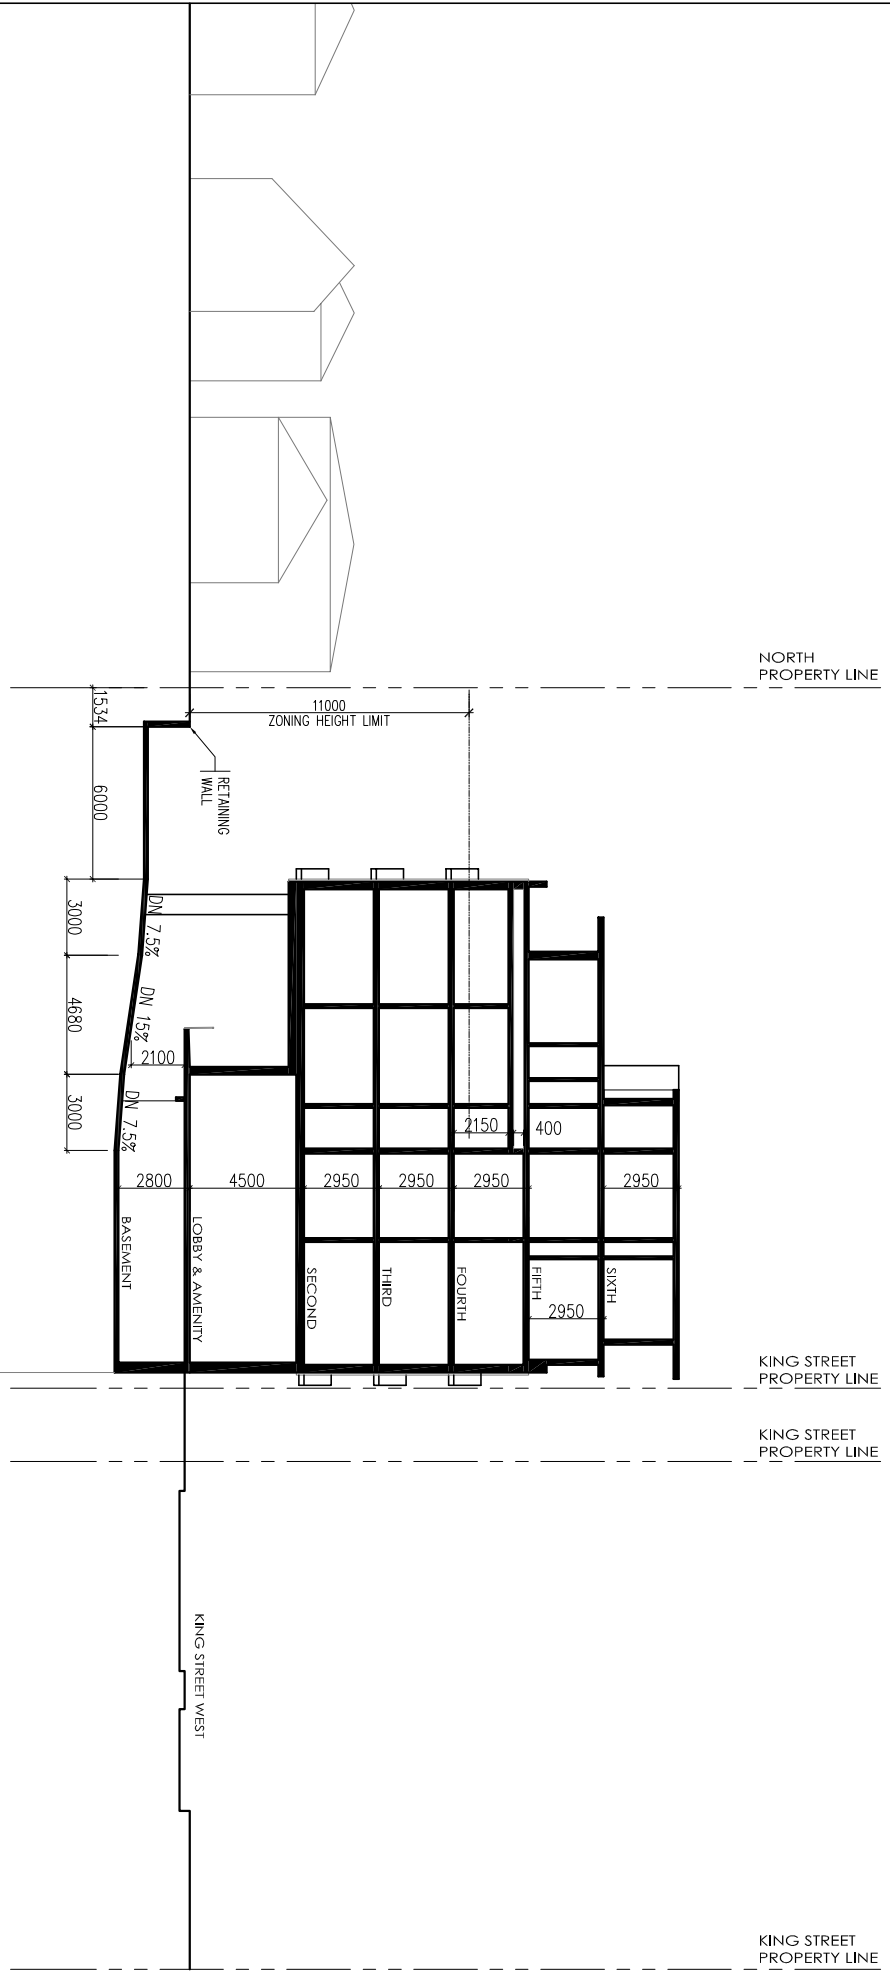 NORTH
PROPERTY LINE
1534
11000
ZONING HEIGHT LIMIT
RETAINING
WALL
6000
3000
DN 7.5%
4680
DN 15%
2100
3000
DN 7.5%
2150
400
2800
4500
2950
2950
2950
2950
BASEMENT
LOBBY & AMENITY
SECOND
THIRD
FOURTH
FIFTH
SIXTH
2950
KING STREET
PROPERTY LINE
KING STREET
PROPERTY LINE
KING STREET WEST
KING STREET
PROPERTY LINE